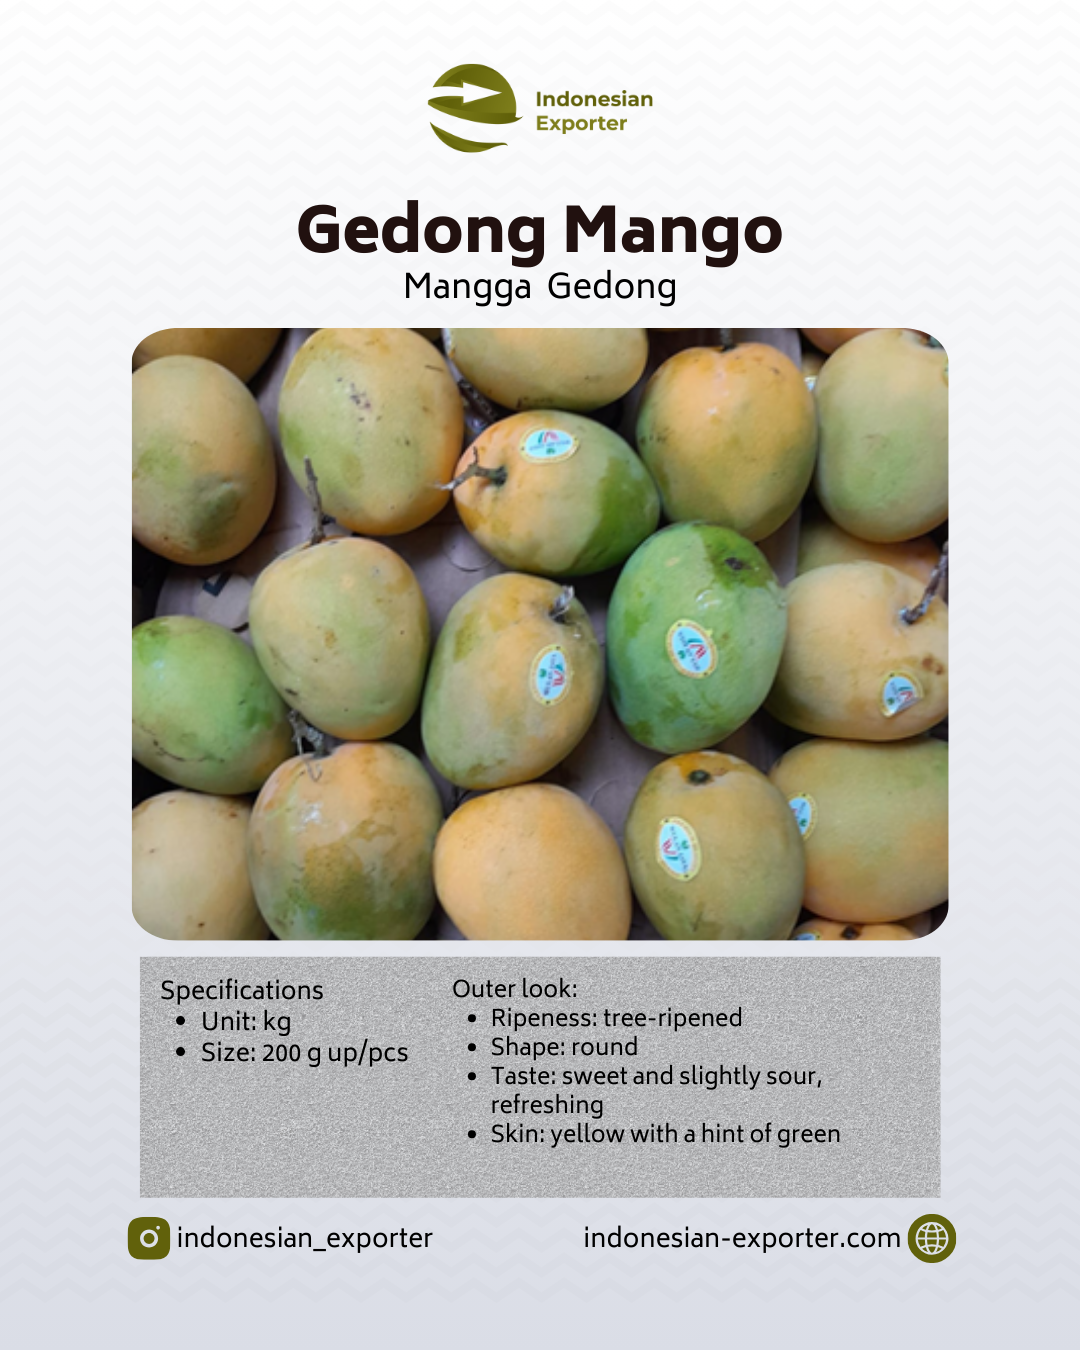 Indonesian
Exporter
Gedong Mango
Mangga Gedong
Specifications
• Unit: kg
• Size: 200 g up/pcs
Outer look:
• Ripeness: tree-ripened
• Shape: round
• Taste: sweet and slightly sour,
refreshing
• Skin: yellow with a hint of green
indonesian_exporter
indonesian-exporter.com